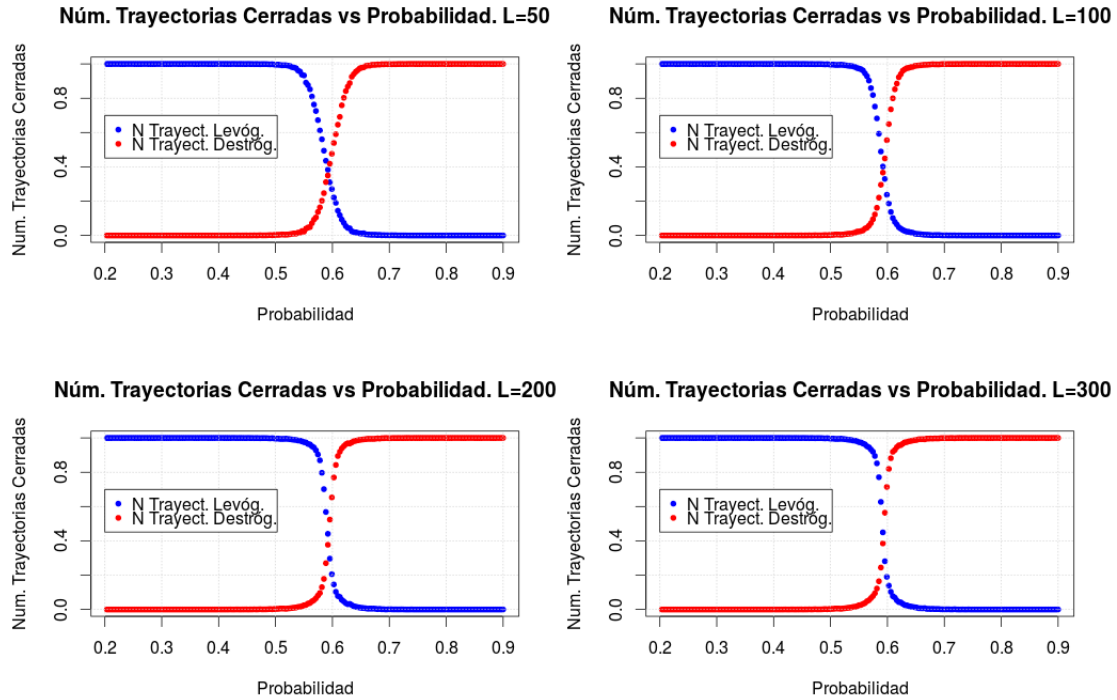 Núm. Trayectorias Cerradas vs Probabilidad. L=50
Num. Trayectorias Cerradas
0.8
0.4
0.0
N Trayect. Levóg.
N Trayect. Destróg.
0.2 0.3 0.4 0.5 0.6 0.7 0.8 0.9
Probabilidad
Núm. Trayectorias Cerradas vs Probabilidad. L=100
Num. Trayectorias Cerradas
0.8
0.4
0.0
N Trayect. Levóg.
N Trayect. Destróg.
0.2 0.3 0.4 0.5 0.6 0.7 0.8 0.9
Probabilidad
Núm. Trayectorias Cerradas vs Probabilidad. L=200
Num. Trayectorias Cerradas
0.8
0.4
0.0
N Trayect. Levóg.
N Trayect. Destróg.
0.2 0.3 0.4 0.5 0.6 0.7 0.8 0.9
Probabilidad
Núm. Trayectorias Cerradas vs Probabilidad. L=300
Num. Trayectorias Cerradas
0.8
0.4
0.0
N Trayect. Levóg.
N Trayect. Destróg.
0.2 0.3 0.4 0.5 0.6 0.7 0.8 0.9
Probabilidad